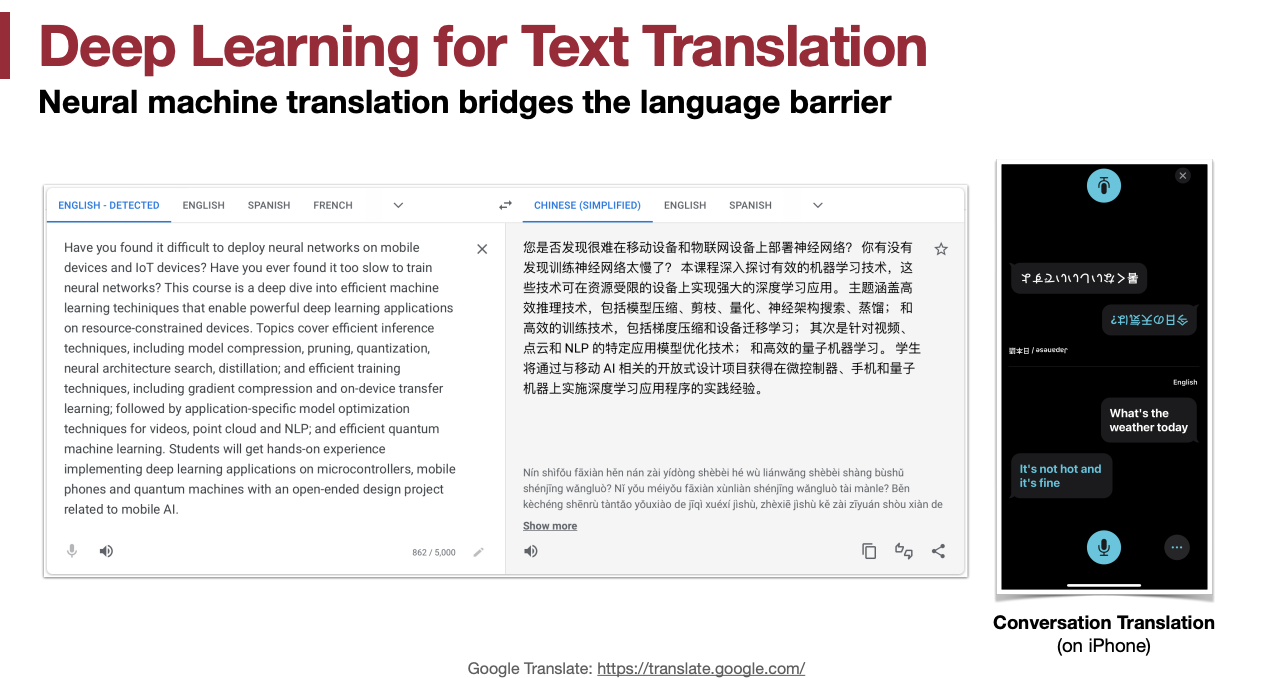 Deep Learning for Text Translation
Neural machine translation bridges the language barrier
ENGLISH - DETECTED ENGLISH SPANISH FRENCH
CHINESE (SIMPLIFIED) ENGLISH SPANISH
Have you found it difficult to deploy neural networks on mobile
devices and IoT devices? Have you ever found it too slow to train
neural networks? This course is a deep dive into efficient machine
learning techiniques that enable powerful deep learning applications
on resource-constrained devices. Topics cover efficient inference
techniques, including model compression, pruning, quantization,
neural architecture search, distillation; and efficient training
techniques, including gradient compression and on-device transfer
learning; followed by application-specific model optimization
techniques for videos, point cloud and NLP; and efficient quantum
machine learning. Students will get hands-on experience
implementing deep learning applications on microcontrollers, mobile
phones and quantum machines with an open-ended design project
related to mobile AI.
862 / 5,000
您是否发现很难在移动设备和物联网设备上部署神经网络? 你有没有
发现训练神经网络太慢了? 本课程深入探讨有效的机器学习技术，这
些技术可在资源受限的设备上实现强大的深度学习应用。 主题涵盖高
效推理技术，包括模型压缩、剪枝、量化、神经架构搜索、蒸馏； 和
高效的训练技术，包括梯度压缩和设备迁移学习； 其次是针对视频、
点云和 NLP 的特定应用模型优化技术； 和高效的量子机器学习。 学生
将通过与移动 AI 相关的开放式设计项目获得在微控制器、手机和量子
机器上实施深度学习应用程序的实践经验。
Nín shìfǒu fāxiàn hěn nán zài yídòng shèbèi hé wù liánwǎng shèbèi shàng bùshǔ
shénjīng wǎngluò? Nǐ yǒu méiyǒu fāxiàn xùnliàn shénjīng wǎngluò tài mànle? Běn
kèchéng shēnrù tàntǎo yǒuxiào de jīqì xuéxí jìshù, zhèxiē jìshù kě zài zīyuán shòu xiàn de
Show more
暑くないしいいですよ
今日の天気は?
Japanese / 日本語
English
What's the
weather today
It's not hot and
it's fine
Conversation Translation
(on iPhone)
Google Translate: https://translate.google.com/